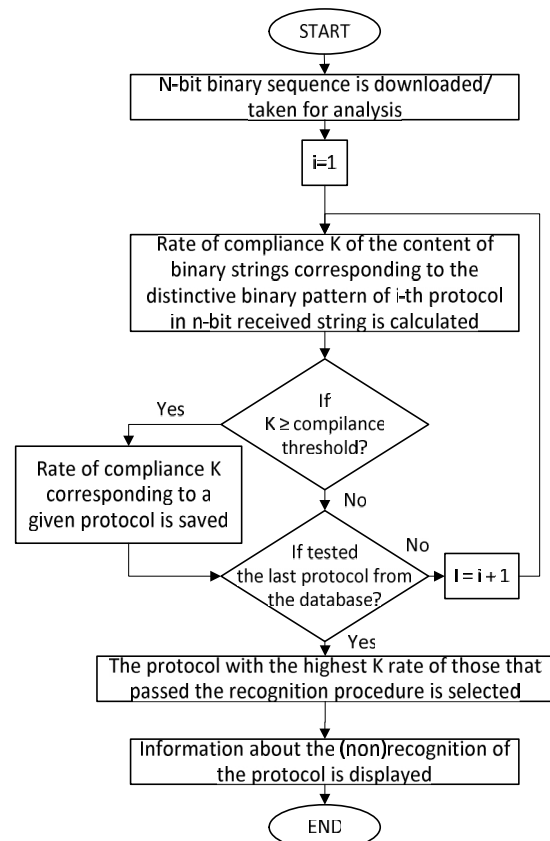 START
N-bit binary sequence is downloaded/
taken for analysis
i=1
Rate of compliance K of the content of
binary strings corresponding to the
distinctive binary pattern of i-th protocol
in n-bit received string is calculated
If
K ≥ compilance
threshold?
Yes
Rate of compliance K
corresponding to a
given protocol is saved
No
If tested
the last protocol from
the database?
No
I = i + 1
Yes
The protocol with the highest K rate of those that
passed the recognition procedure is selected
Information about the (non)recognition of
the protocol is displayed
END